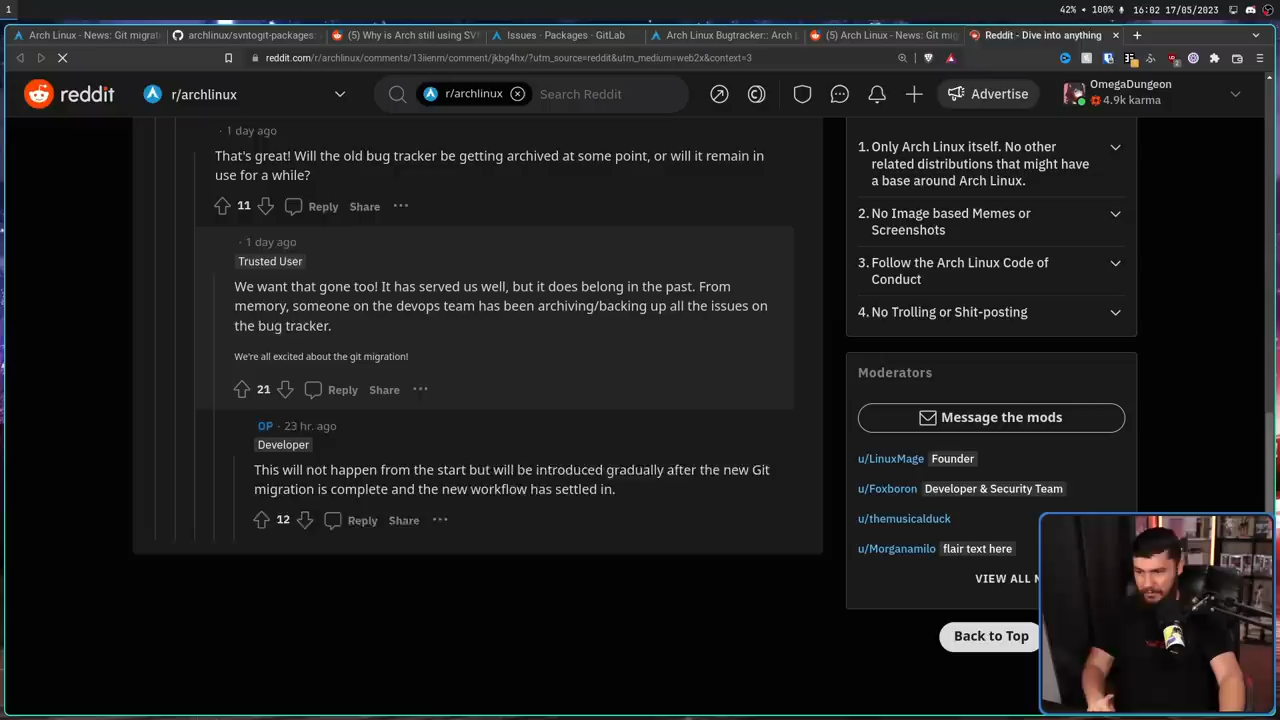 1
42%
100%
16:02 17/05/2023
Arch Linux - News: Git migrat
archlinux/svntogit-packages:
(5) Why is Arch still using SV
Issues · Packages · GitLab
Arch Linux Bugtracker:: Arch L
(5) Arch Linux - News: Git mig
Reddit - Dive into anything
reddit.com/r/archlinux/comments/13iienm/comment/jkbg4hx/?utm_source=reddit&utm_medium=web2x&context=3
reddit
r/archlinux
r/archlinux
Search Reddit
Advertise
OmegaDungeon
4.9k karma
· 1 day ago
That's great! Will the old bug tracker be getting archived at some point, or will it remain in
use for a while?
11
Reply
Share
· 1 day ago
Trusted User
We want that gone too! It has served us well, but it does belong in the past. From
memory, someone on the devops team has been archiving/backing up all the issues on
the bug tracker.
We're all excited about the git migration!
21
Reply
Share
OP · 23 hr. ago
Developer
This will not happen from the start but will be introduced gradually after the new Git
migration is complete and the new workflow has settled in.
12
Reply
Share
1. Only Arch Linux itself. No other
related distributions that might have
a base around Arch Linux.
2. No Image based Memes or
Screenshots
3. Follow the Arch Linux Code of
Conduct
4. No Trolling or Shit-posting
Moderators
Message the mods
u/LinuxMage Founder
u/Foxboron Developer & Security Team
u/themusicalduck
u/Morganamilo flair text here
VIEW ALL
Back to Top